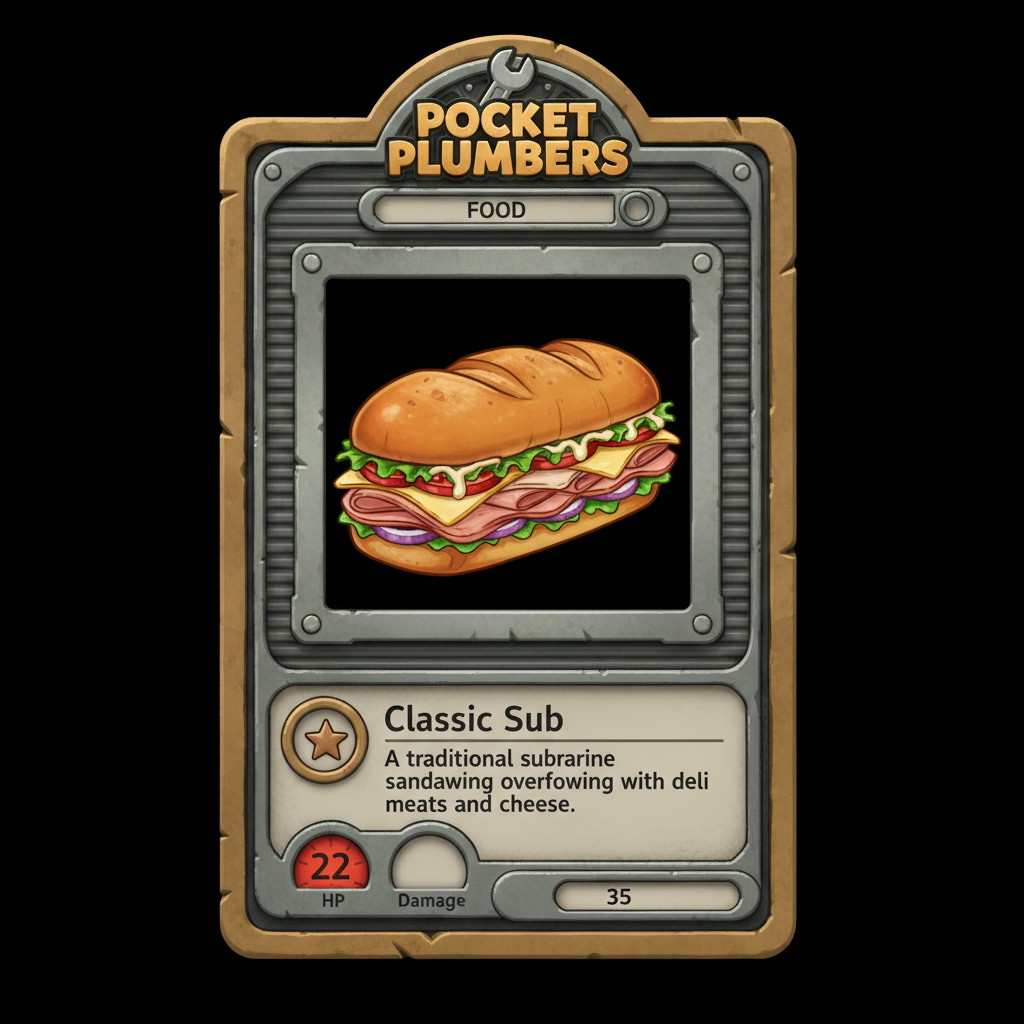 POCKET
PLUMBERS
FOOD
Classic Sub
A traditional subrarine
sandawing overfowing with deli
meats and cheese.
22
HP
Damage
35